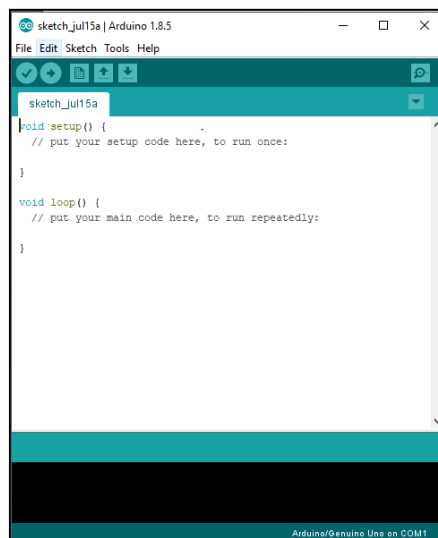 sketch_jul15a | Arduino 1.8.5
File Edit Sketch Tools Help
sketch_jul15a
void setup() {
// put your setup code here, to run once:
}
void loop() {
// put your main code here, to run repeatedly:
}
Arduino/Genuino Uno on COM1